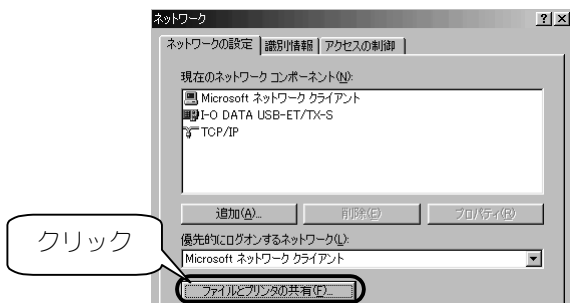 ネットワーク
ネットワークの設定 識別情報 アクセスの制御
現在のネットワーク コンポーネント(N):
Microsoft ネットワーク クライアント
I-O DATA USB-ET/TX-S
TCP/IP
追加(A)... 削除(E) プロパティ(R)
クリック
優先的にログオンするネットワーク(L):
Microsoft ネットワーク クライアント
ファイルとプリンタの共有(F)...